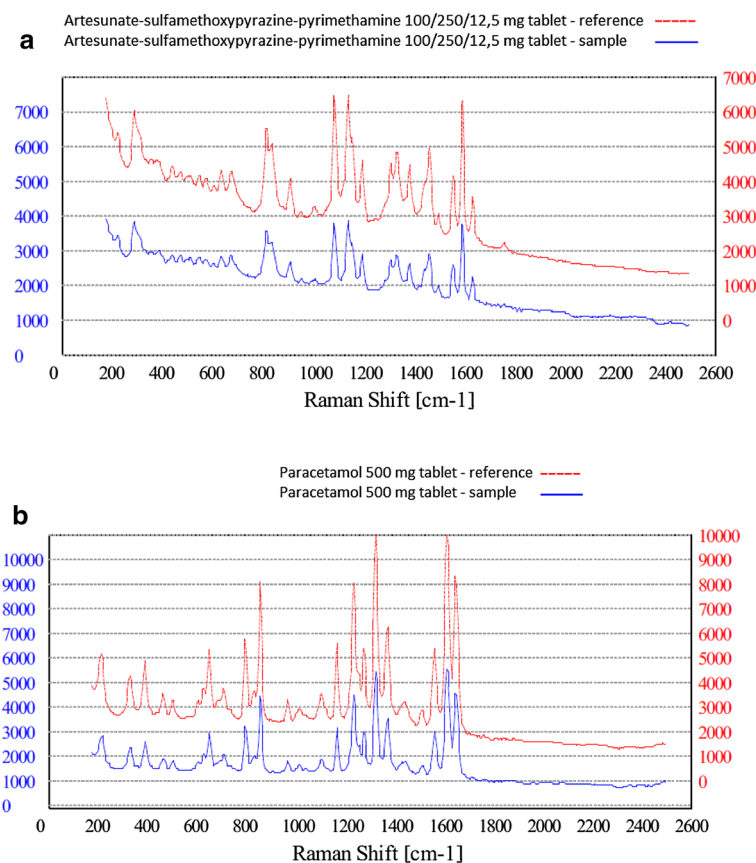 Artesunate-sulfamethoxypyrazine-pyrimethamine 100/250/12,5 mg tablet - reference
a
Artesunate-sulfamethoxypyrazine-pyrimethamine 100/250/12,5 mg tablet - sample
7000
7000 6000
6000 5000
5000 4000
4000 3000
3000 2000
2000 1000
1000 0
0
0 200 400 600 800 1000 1200 1400 1600 1800 2000 2200 2400 2600
Raman Shift [cm-1]
Paracetamol 500 mg tablet - reference
Paracetamol 500 mg tablet - sample
b
10000
10000 9000
9000 8000
8000 7000
7000 6000
6000 5000
5000 4000
4000 3000
3000 2000
2000 1000
1000 0
0
0 200 400 600 800 1000 1200 1400 1600 1800 2000 2200 2400 2600
Raman Shift [cm-1]